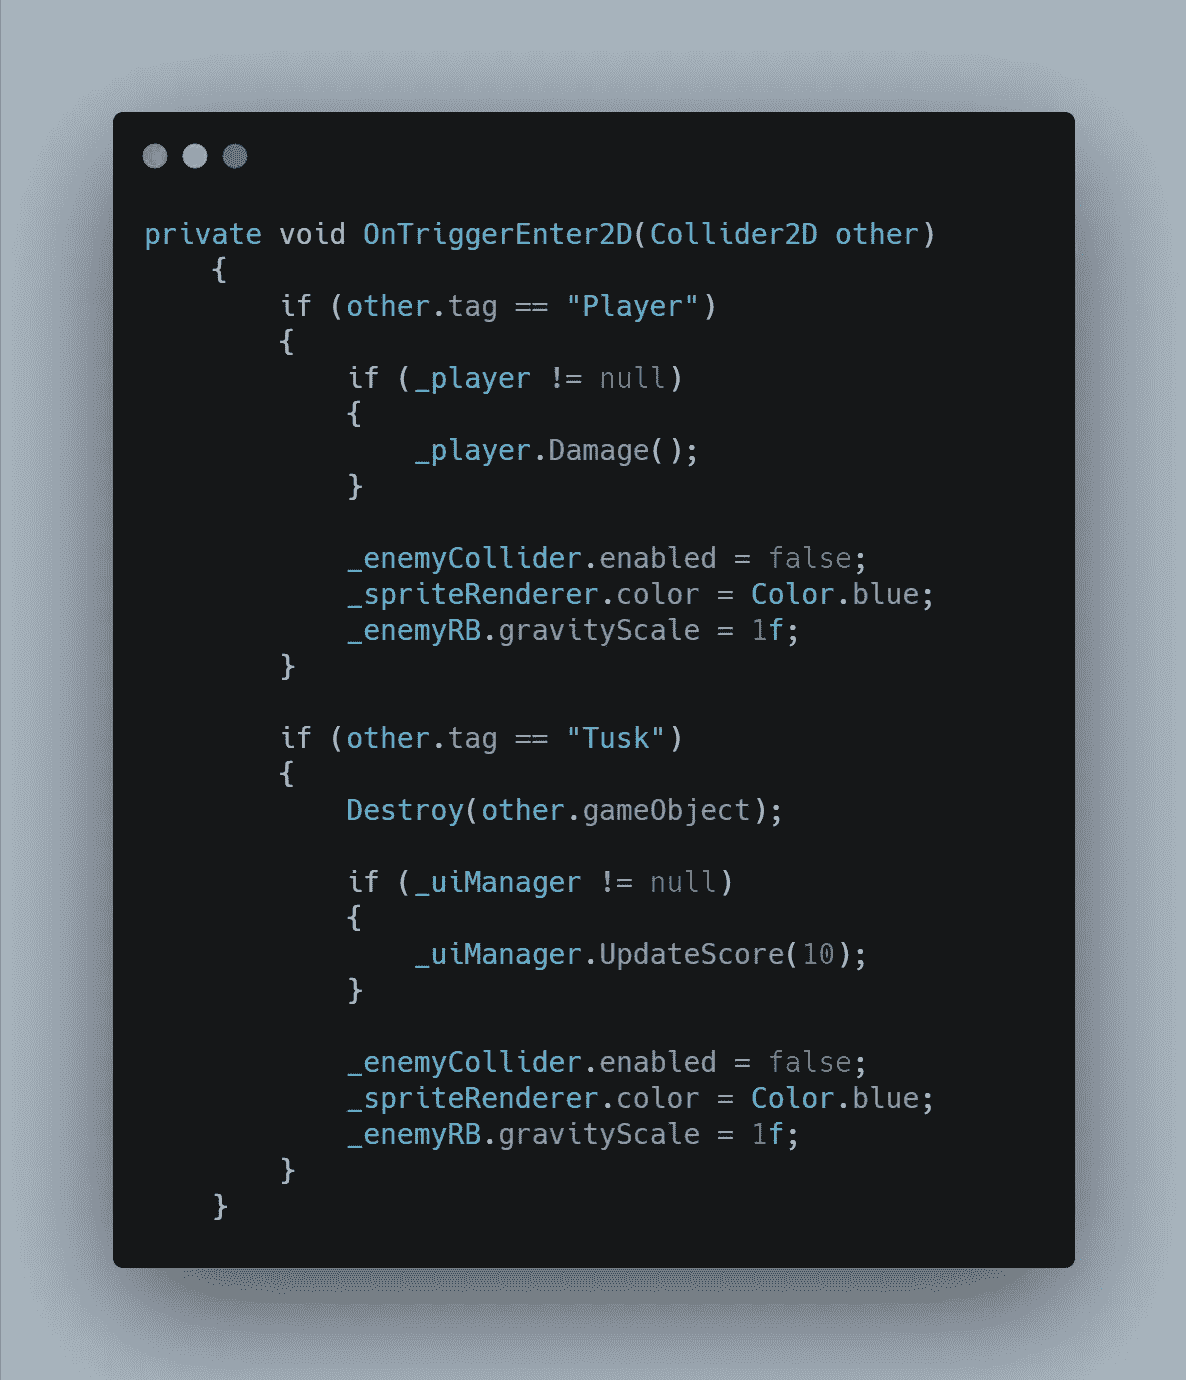 private void OnTriggerEnter2D(Collider2D other)
    {
        if (other.tag == "Player")
        {
            if (_player != null)
            {
                _player.Damage();
            }

            _enemyCollider.enabled = false;
            _spriteRenderer.color = Color.blue;
            _enemyRB.gravityScale = 1f;
        }

        if (other.tag == "Tusk")
        {
            Destroy(other.gameObject);

            if (_uiManager != null)
            {
                _uiManager.UpdateScore(10);
            }

            _enemyCollider.enabled = false;
            _spriteRenderer.color = Color.blue;
            _enemyRB.gravityScale = 1f;
        }
    }